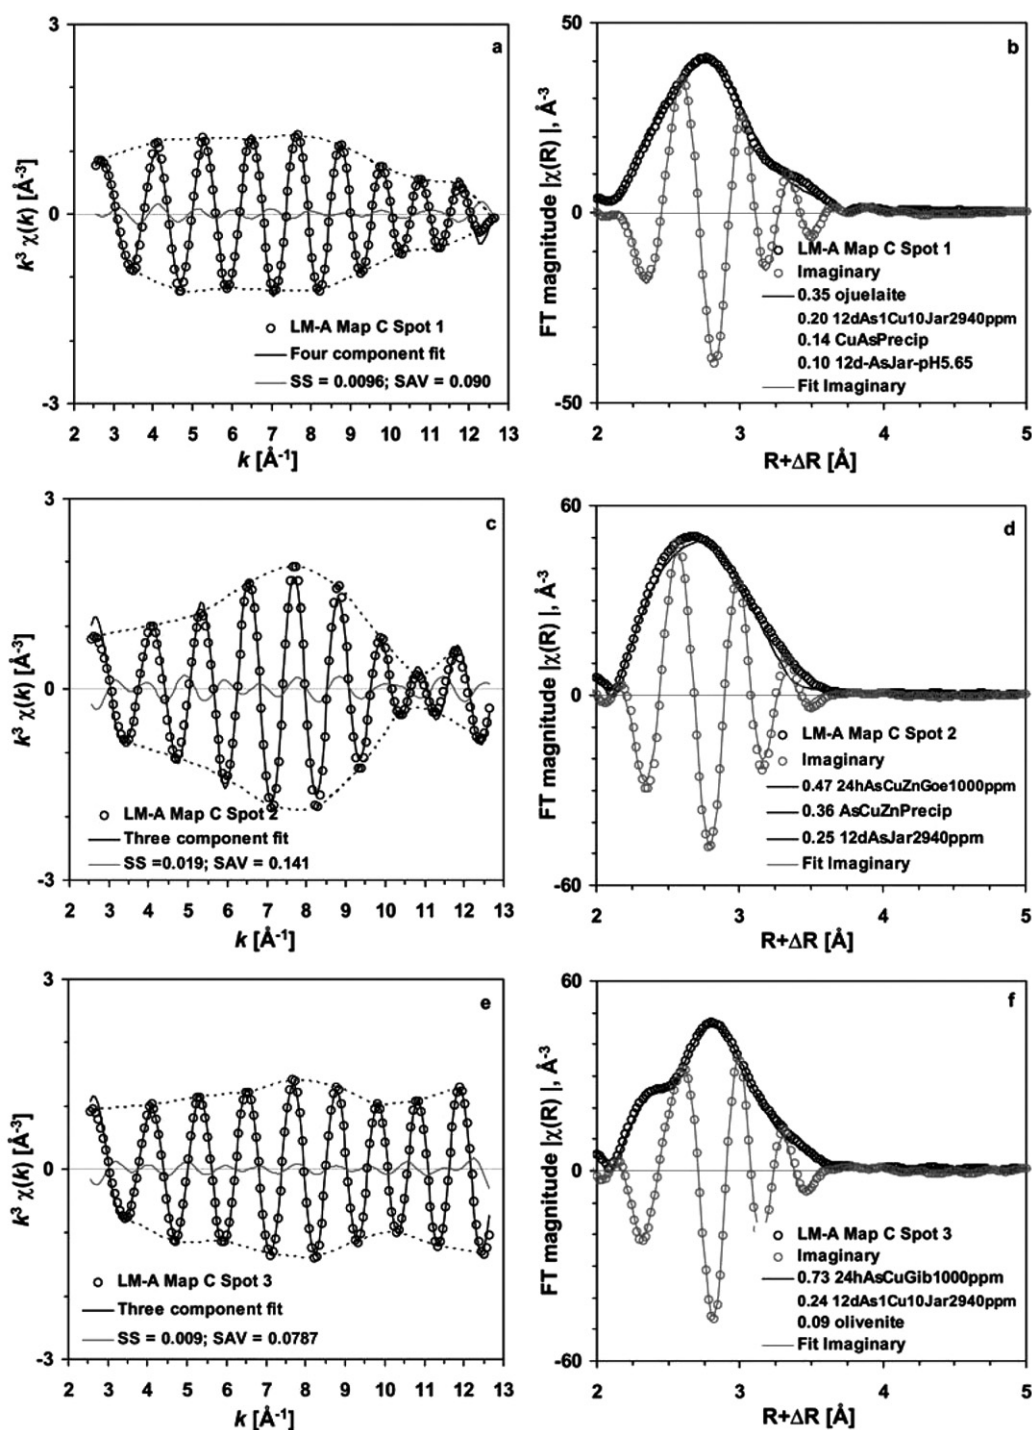 3
a
k³ χ(k) [Å⁻³]
0
LM-A Map C Spot 1
Four component fit
SS = 0.0096; SAV = 0.090
-3
2 3 4 5 6 7 8 9 10 11 12 13
k [Å⁻¹]
50
b
FT magnitude |χ(R) |, Å⁻³
0
LM-A Map C Spot 1
Imaginary
0.35 ojuelaite
0.20 12dAs1Cu10Jar2940ppm
0.14 CuAsPrecip
0.10 12d-AsJar-pH5.65
Fit Imaginary
-50
2 3 4 5
R+ΔR [Å]
3
c
k³ χ(k) [Å⁻³]
0
LM-A Map C Spot 2
Three component fit
SS =0.019; SAV = 0.141
-3
2 3 4 5 6 7 8 9 10 11 12 13
k [Å⁻¹]
60
d
FT magnitude |χ(R) |, Å⁻³
0
LM-A Map C Spot 2
Imaginary
0.47 24hAsCuZnGoe1000ppm
0.36 AsCuZnPrecip
0.25 12dAsJar2940ppm
Fit Imaginary
-60
2 3 4 5
R+ΔR [Å]
3
e
k³ χ(k) [Å⁻³]
0
LM-A Map C Spot 3
Three component fit
SS = 0.009; SAV = 0.0787
-3
2 3 4 5 6 7 8 9 10 11 12 13
k [Å⁻¹]
60
f
FT magnitude |χ(R) |, Å⁻³
0
LM-A Map C Spot 3
Imaginary
0.73 24hAsCuGib1000ppm
0.24 12dAs1Cu10Jar2940ppm
0.09 olivenite
Fit Imaginary
-60
2 3 4 5
R+ΔR [Å]